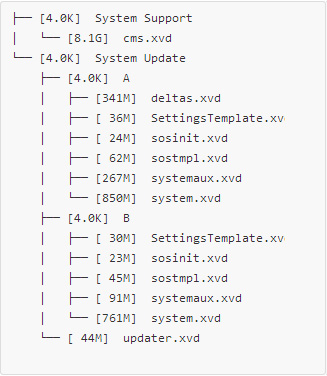 ├── [4.0K]  System Support
│   └── [8.1G]  cms.xvd
└── [4.0K]  System Update
    ├── [4.0K]  A
    │   ├── [341M]  deltas.xvd
    │   ├── [ 36M]  SettingsTemplate.xv
    │   ├── [ 24M]  sosinit.xvd
    │   ├── [ 62M]  sostmpl.xvd
    │   ├── [267M]  systemaux.xvd
    │   └── [850M]  system.xvd
    ├── [4.0K]  B
    │   ├── [ 30M]  SettingsTemplate.xv
    │   ├── [ 23M]  sosinit.xvd
    │   ├── [ 45M]  sostmpl.xvd
    │   ├── [ 91M]  systemaux.xvd
    │   └── [761M]  system.xvd
    └── [ 44M]  updater.xvd